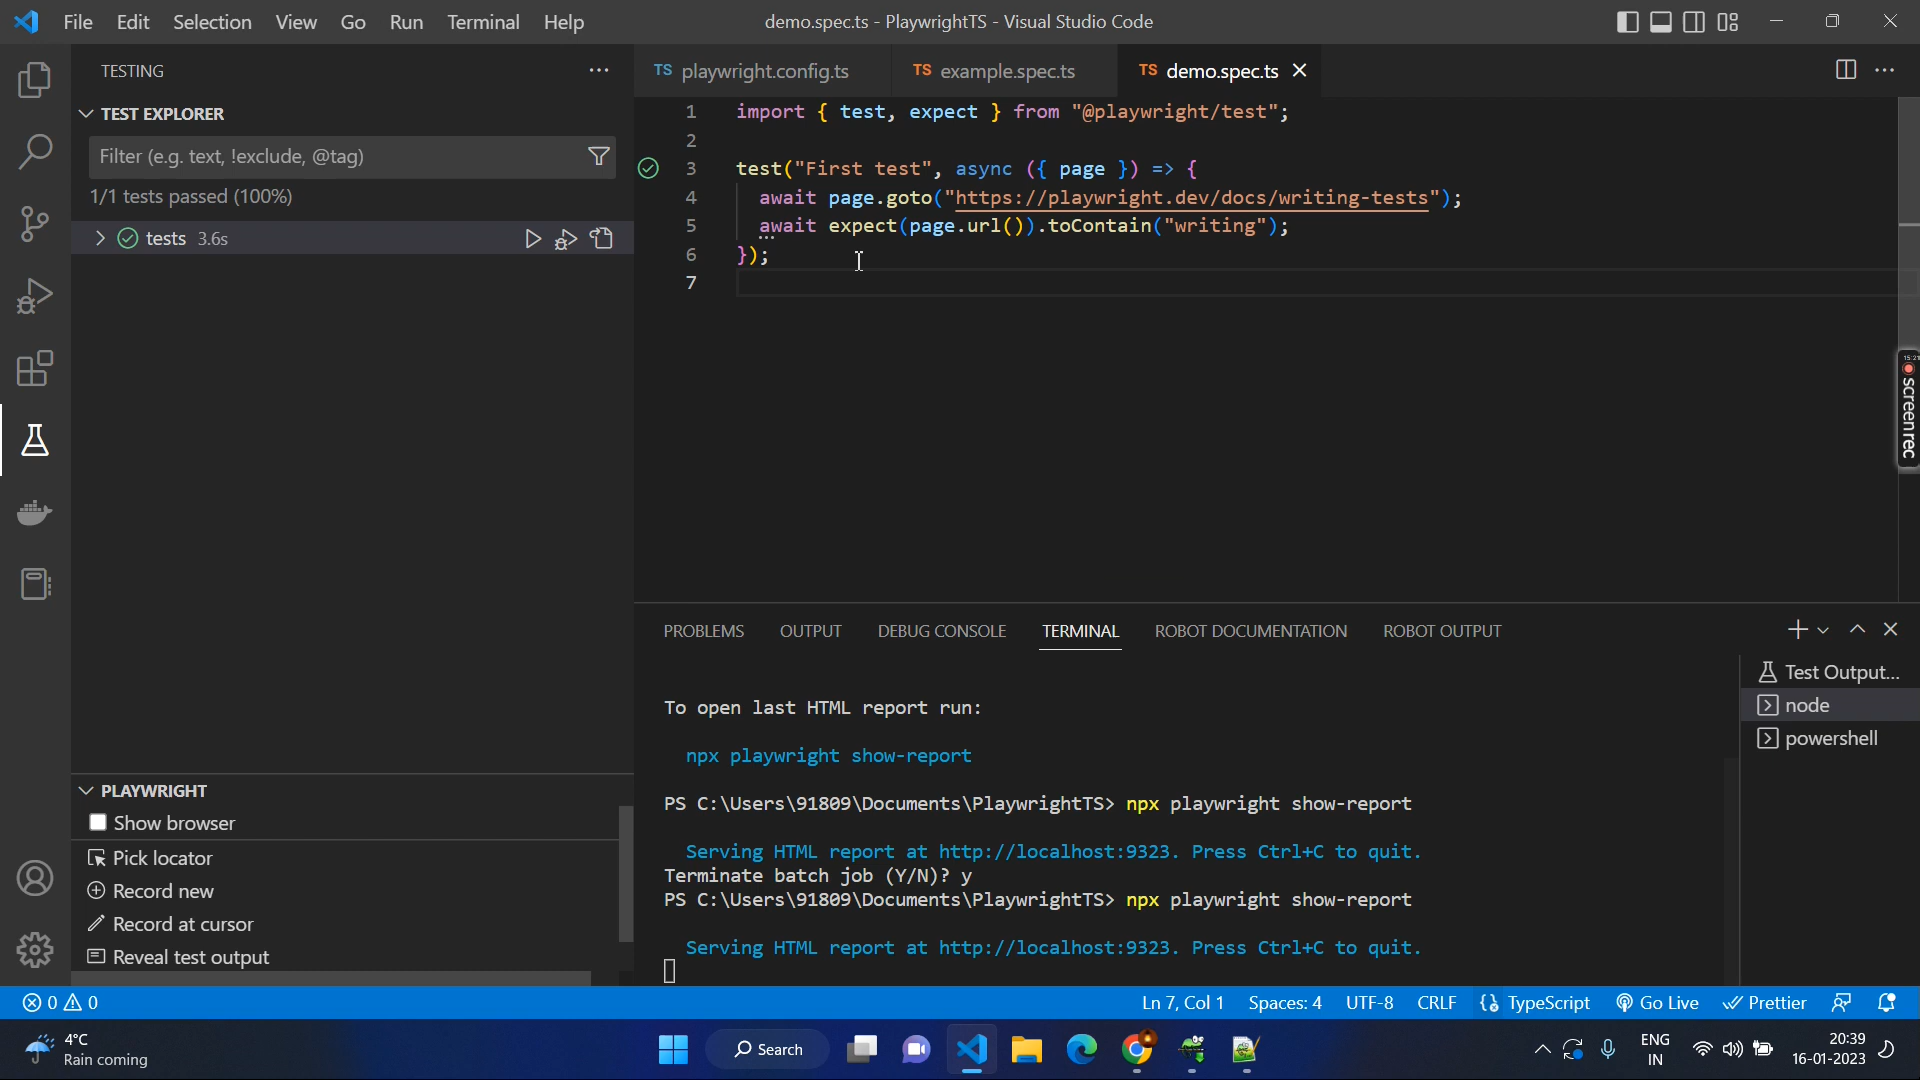 File Edit Selection View Go Run Terminal Help
demo.spec.ts - PlaywrightTS - Visual Studio Code
TESTING
TEST EXPLORER
Filter (e.g. text, !exclude, @tag)
1/1 tests passed (100%)
tests 3.6s
TS playwright.config.ts
TS example.spec.ts
TS demo.spec.ts
1 import { test, expect } from "@playwright/test";
2
3 test("First test", async ({ page }) => {
4 await page.goto("https://playwright.dev/docs/writing-tests");
5 await expect(page.url()).toContain("writing");
6 });
7
15:21
screenrec
PROBLEMS OUTPUT DEBUG CONSOLE TERMINAL ROBOT DOCUMENTATION ROBOT OUTPUT
To open last HTML report run:
npx playwright show-report
PS C:\Users\91809\Documents\PlaywrightTS> npx playwright show-report
Serving HTML report at http://localhost:9323. Press Ctrl+C to quit.
Terminate batch job (Y/N)? y
PS C:\Users\91809\Documents\PlaywrightTS> npx playwright show-report
Serving HTML report at http://localhost:9323. Press Ctrl+C to quit.
Test Output...
node
powershell
PLAYWRIGHT
Show browser
Pick locator
Record new
Record at cursor
Reveal test output
0 0
Ln 7, Col 1 Spaces: 4 UTF-8 CRLF TypeScript Go Live Prettier
4°C
Rain coming
Search
ENG
IN
20:39
16-01-2023